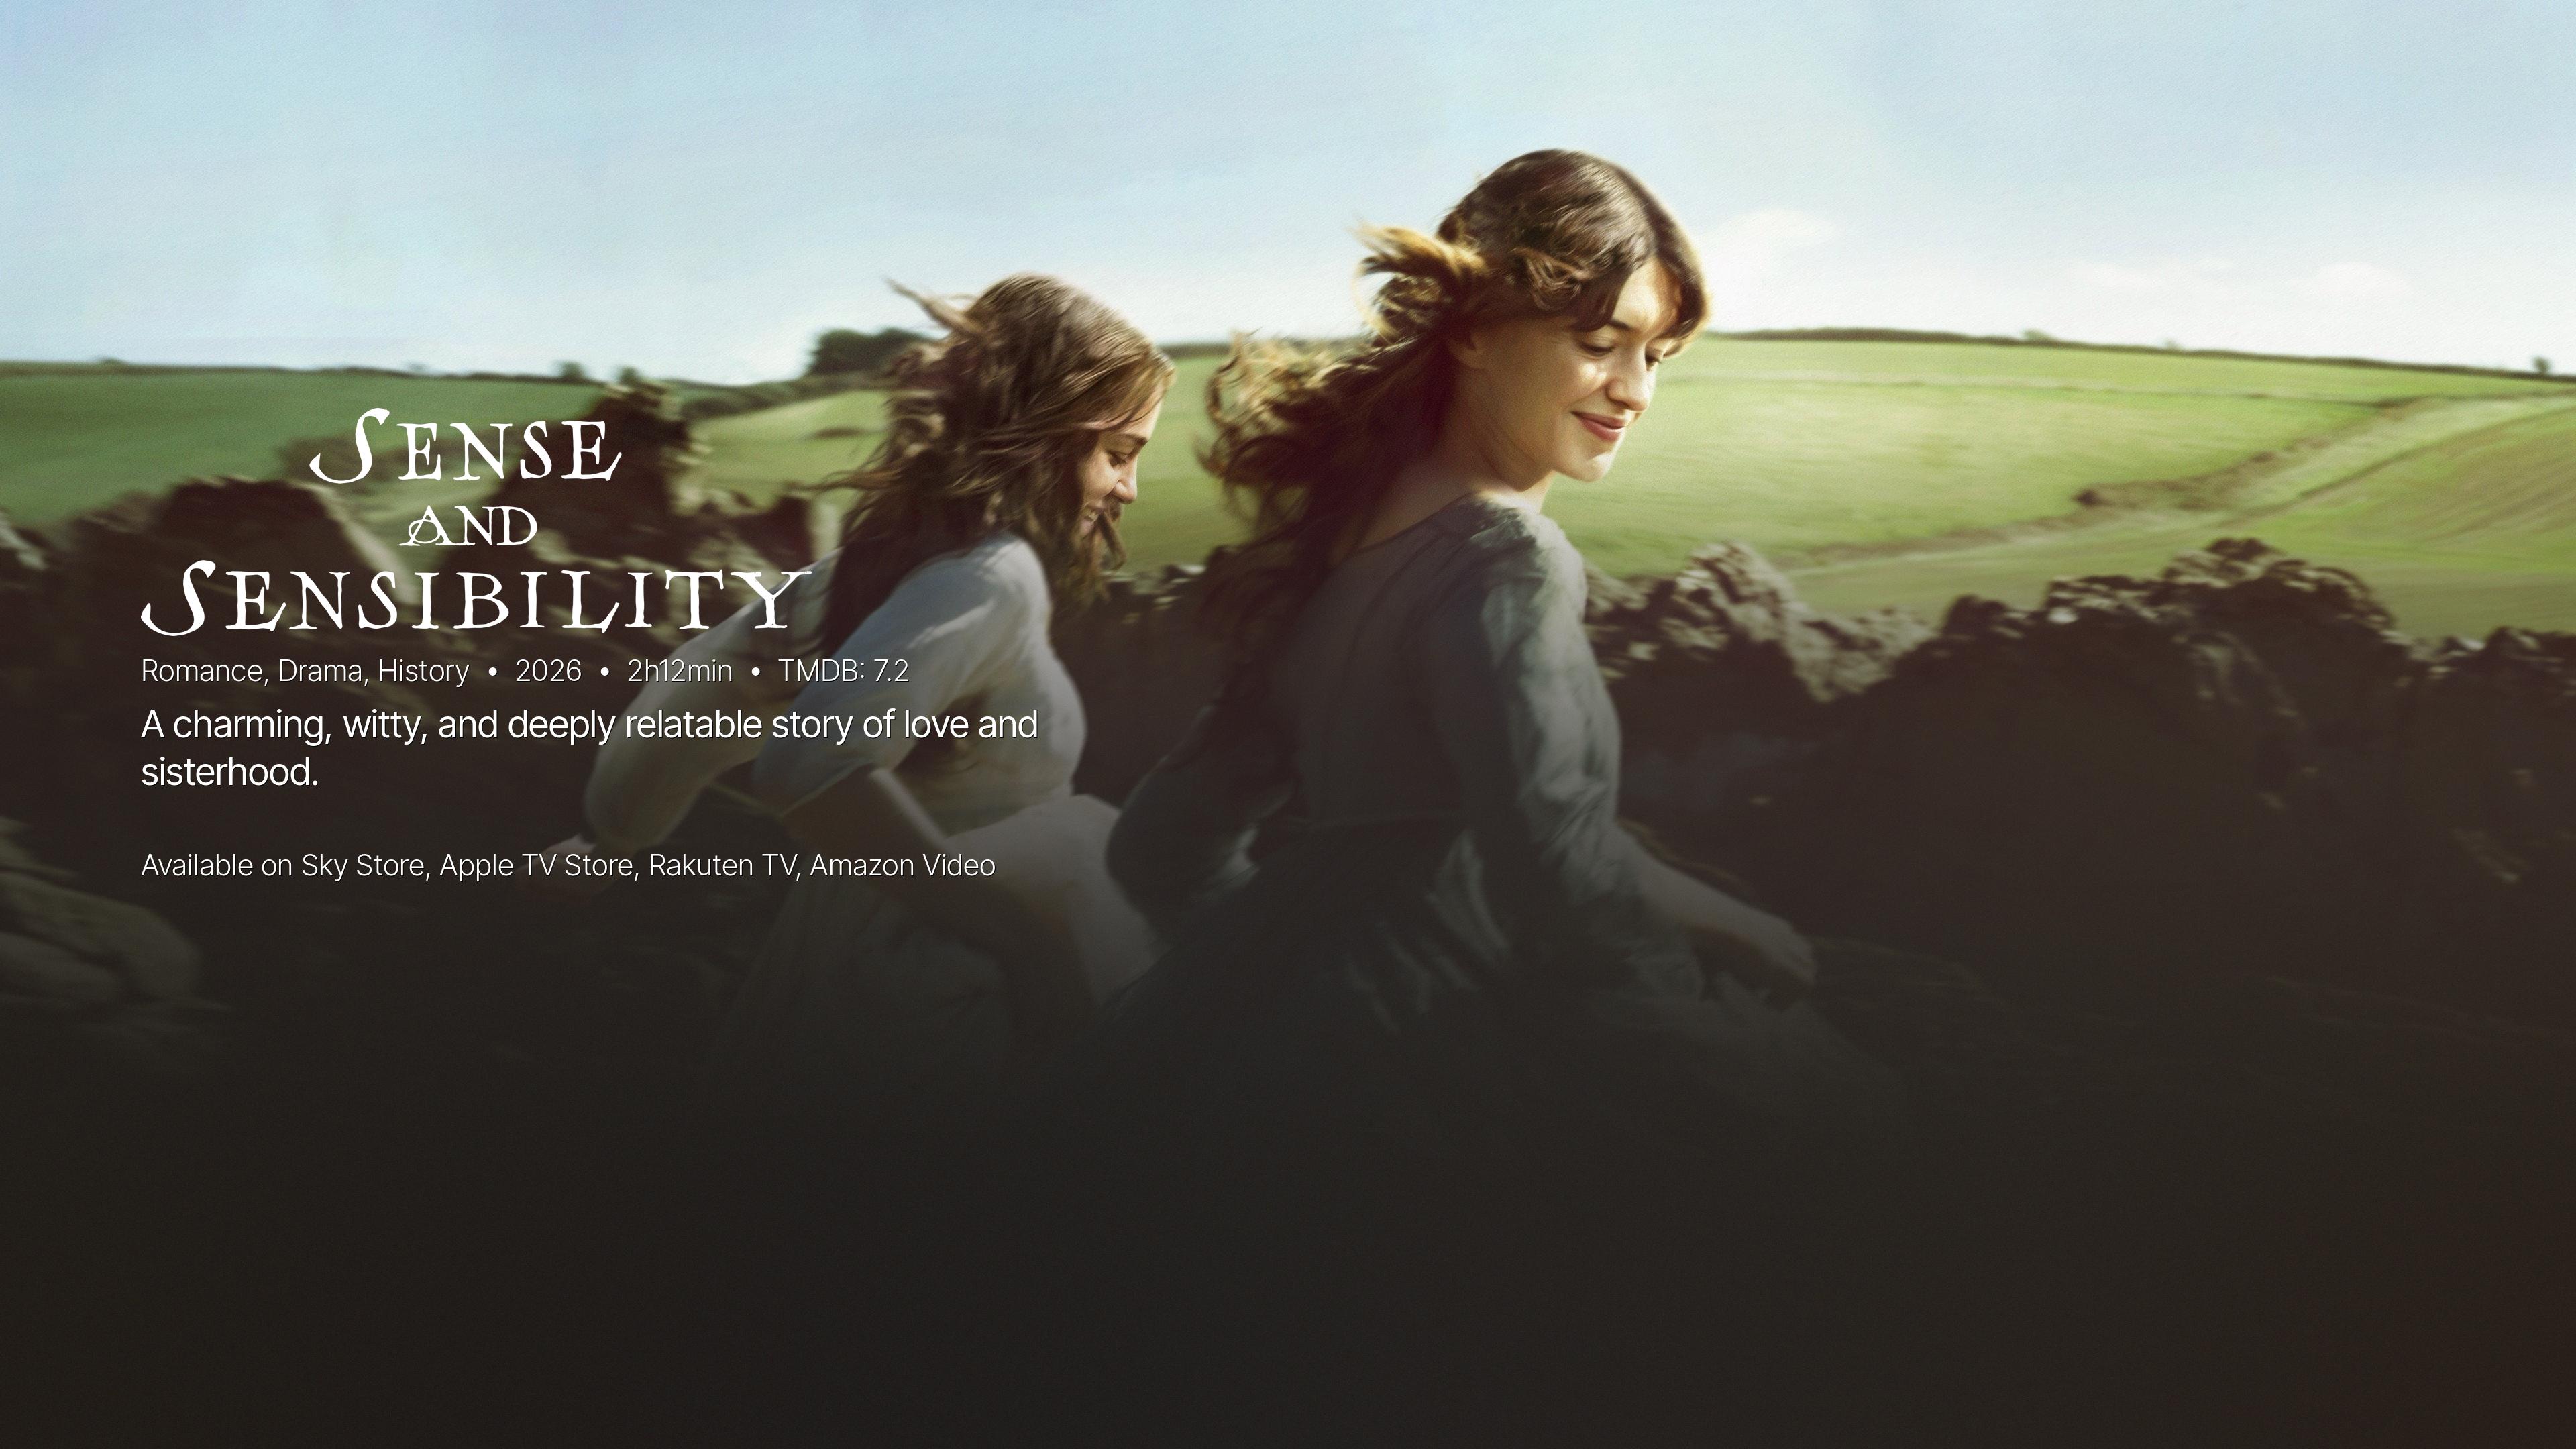 SENSE
AND
SENSIBILITY
Romance, Drama, History • 2026 • 2h12min • TMDB: 7.2
A charming, witty, and deeply relatable story of love and
sisterhood.
Available on Sky Store, Apple TV Store, Rakuten TV, Amazon Video